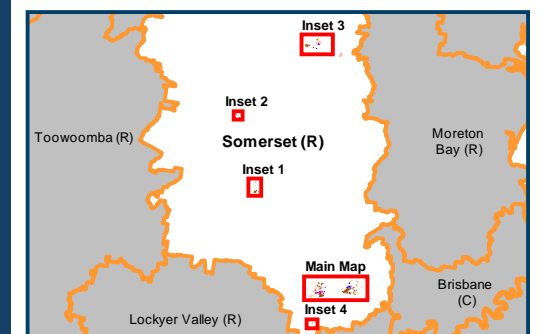 Inset 3
Inset 2
Toowoomba (R)
Somerset (R)
Moreton
Bay (R)
Inset 1
Main Map
Brisbane
(C)
Inset 4
Lockyer Valley (R)